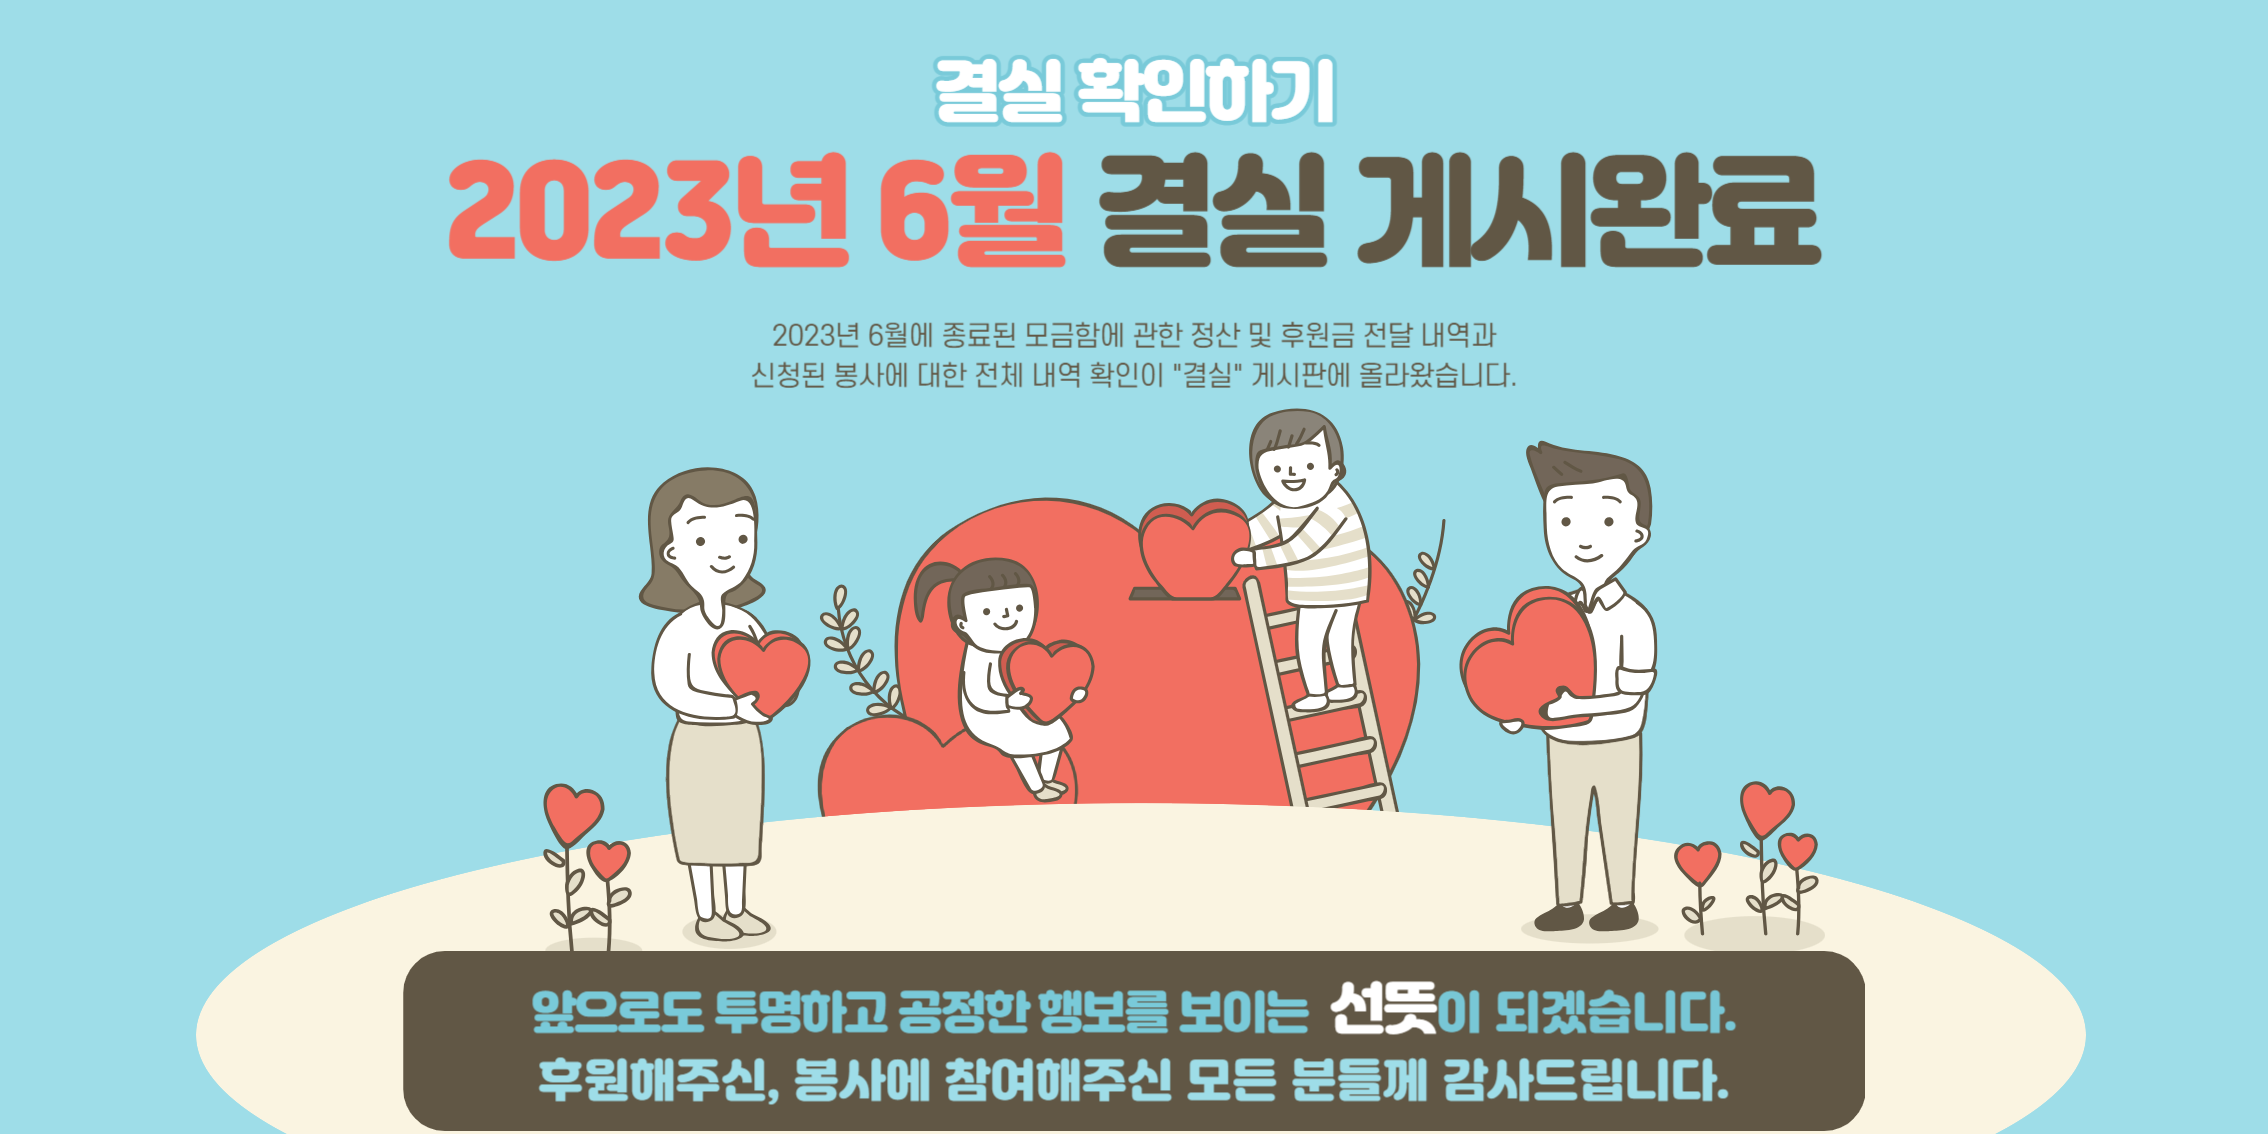 결실 확인하기
2023년 6월 결실 게시완료
2023년 6월에 종료된 모금함에 관한 정산 및 후원금 전달 내역과
신청된 봉사에 대한 전체 내역 확인이 "결실" 게시판에 올라왔습니다.
앞으로도 투명하고 공정한 행보를 보이는 선뜻이 되겠습니다.
후원해주신, 봉사에 참여해주신 모든 분들께 감사드립니다.